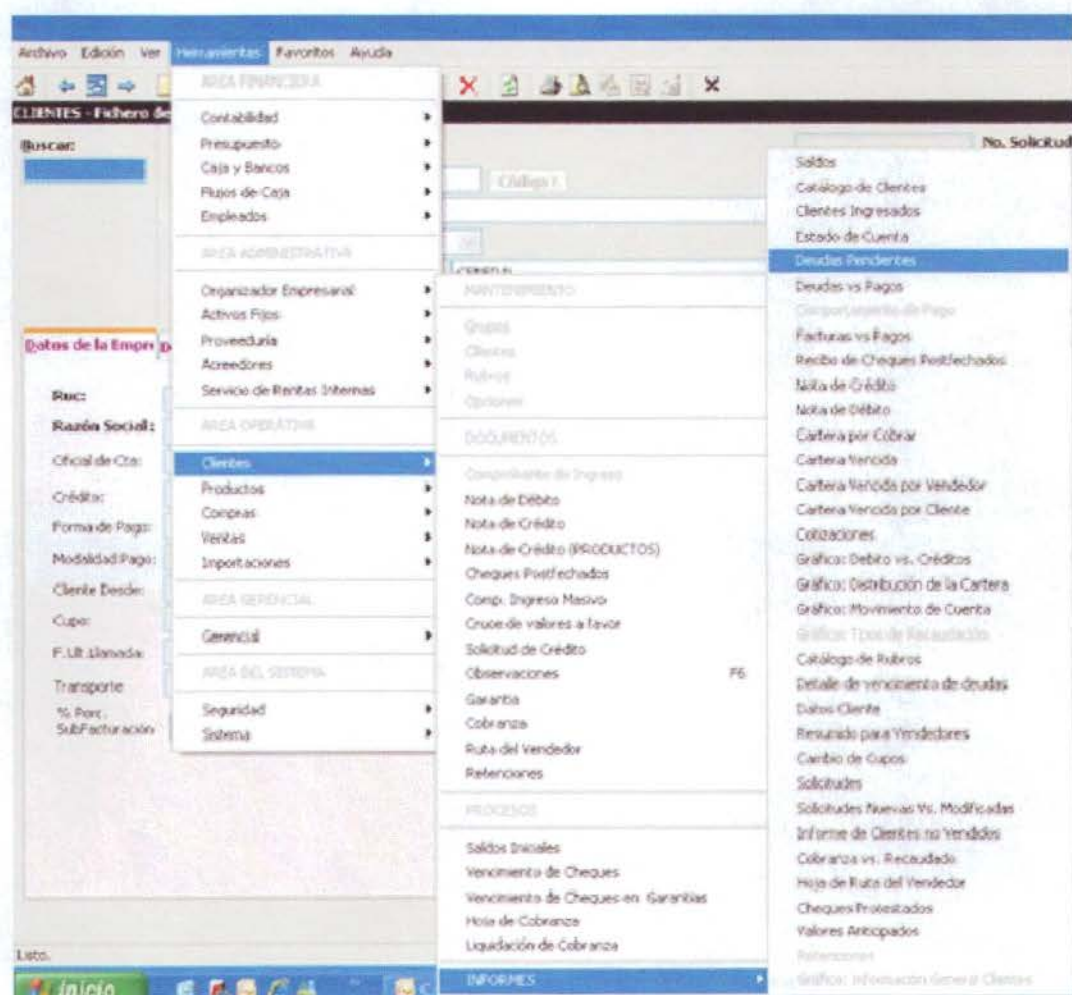 Archivo Edición Ver Herramientas Favoritos Ayuda
CLIENTES - Fichero de
Buscar:
No. Solicitud
Código
Datos de la Empre
Ruc:
Razón Social:
Oficial de Cta:
Crédito:
Forma de Pago:
Modalidad Pago:
Cliente Desde:
Cupo:
F.Ult.Llamada:
Transporte
% Porc.
SubFacturación
Listo.
inicio
AREA FINANCIERA
Contabilidad
Presupuesto
Caja y Bancos
Flujos de Caja
Empleados
AREA ADMINISTRATIVA
Organizador Empresarial
Activos Fijos
Proveeduría
Acreedores
Servicio de Rentas Internas
AREA OPERATIVA
Clientes
Productos
Compras
Ventas
Importaciones
AREA GERENCIAL
Gerencial
AREA DEL SISTEMA
Seguridad
Sistema
MANTENIMIENTO
Grupos
Clientes
Rubros
Opciones
DOCUMENTOS
Comprobante de Ingreso
Nota de Débito
Nota de Crédito
Nota de Crédito (PRODUCTOS)
Cheques Postfechados
Comp. Ingreso Masivo
Cruce de valores a favor
Solicitud de Crédito
Observaciones F6
Garantia
Cobranza
Ruta del Vendedor
Retenciones
PROCESOS
Saldos Iniciales
Vencimiento de Cheques
Vencimiento de Cheques en Garantias
Hoja de Cobranza
Liquidación de Cobranza
INFORMES
Saldos
Catálogo de Clientes
Clientes Ingresados
Estado de Cuenta
Deudas Pendientes
Deudas vs Pagos
Comportamiento de Pago
Facturas vs Pagos
Recibo de Cheques Postfechados
Nota de Crédito
Nota de Débito
Cartera por Cobrar
Cartera Vencida
Cartera Vencida por Vendedor
Cartera Vencida por Cliente
Cotizaciones
Gráfico: Debito vs. Créditos
Gráfico: Distribución de la Cartera
Gráfico: Movimiento de Cuenta
Gráfico: Tipos de Recaudación
Catálogo de Rubros
Detalle de vencimiento de deudas
Datos Cliente
Resumido para Vendedores
Cambio de Cupos
Solicitudes
Solicitudes Nuevas Vs. Modificadas
Informe de Clientes no Vendidos
Cobranza vs. Recaudado
Hoja de Ruta del Vendedor
Cheques Protestados
Valores Anticipados
Retenciones
Gráfico: Información General Clientes